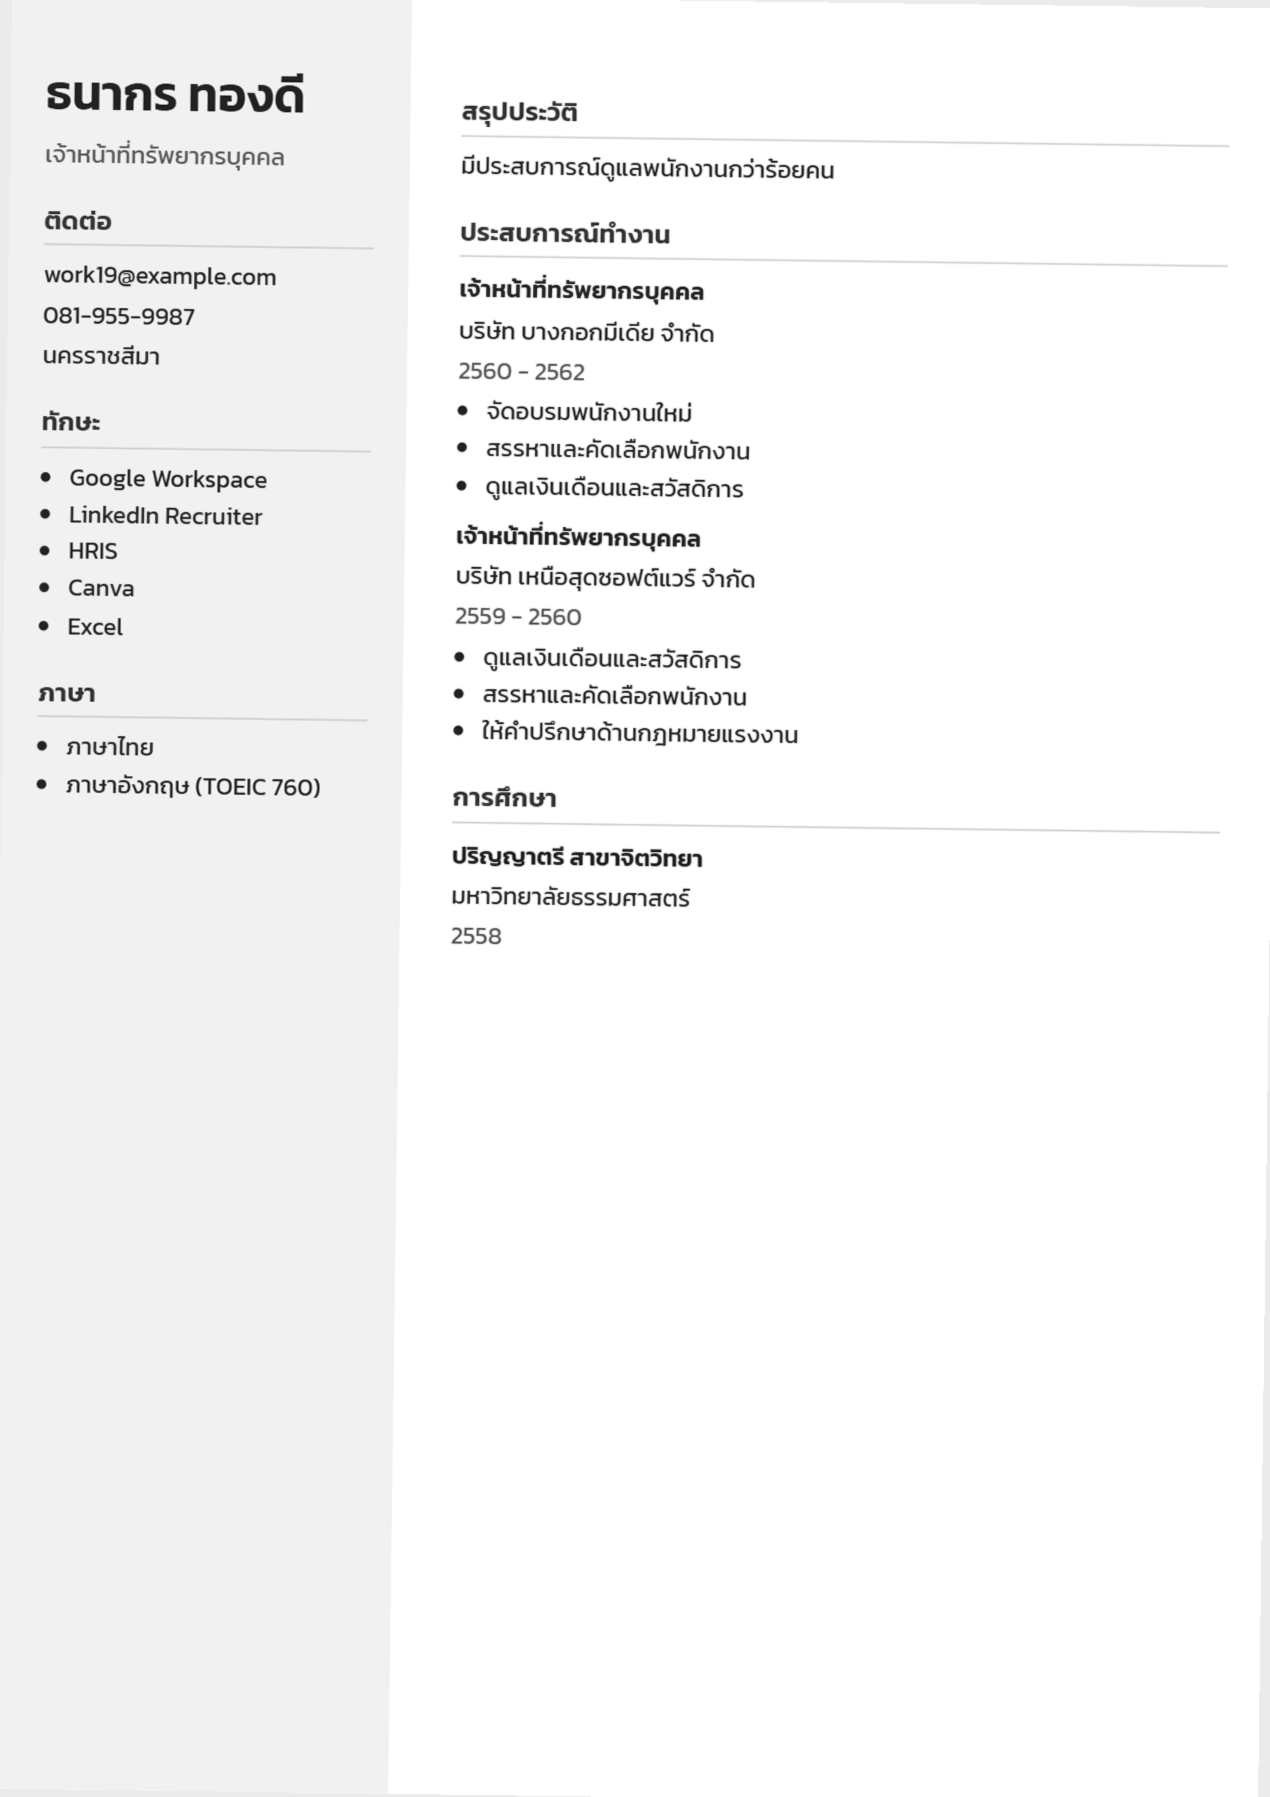 ธนากร ทองดี
เจ้าหน้าที่ทรัพยากรบุคคล
ติดต่อ
work19@example.com
081-955-9987
นครราชสีมา
ทักษะ
Google Workspace
LinkedIn Recruiter
HRIS
Canva
Excel
ภาษา
ภาษาไทย
ภาษาอังกฤษ (TOEIC 760)
สรุปประวัติ
มีประสบการณ์ดูแลพนักงานกว่าร้อยคน
ประสบการณ์ทำงาน
เจ้าหน้าที่ทรัพยากรบุคคล
บริษัท บางกอกมีเดีย จำกัด
2560 - 2562
จัดอบรมพนักงานใหม่
สรรหาและคัดเลือกพนักงาน
ดูแลเงินเดือนและสวัสดิการ
เจ้าหน้าที่ทรัพยากรบุคคล
บริษัท เหนือสุดซอฟต์แวร์ จำกัด
2559 - 2560
ดูแลเงินเดือนและสวัสดิการ
สรรหาและคัดเลือกพนักงาน
ให้คำปรึกษาด้านกฎหมายแรงงาน
การศึกษา
ปริญญาตรี สาขาจิตวิทยา
มหาวิทยาลัยธรรมศาสตร์
2558